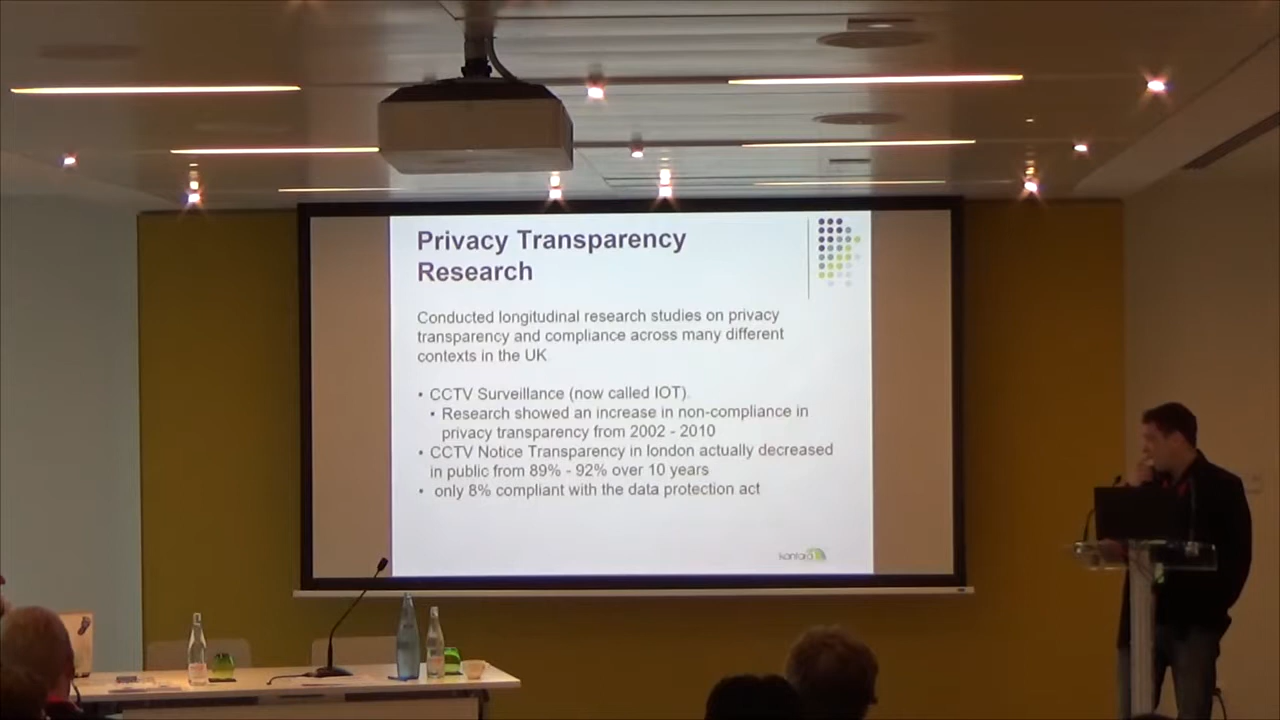 Privacy Transparency
Research
Conducted longitudinal research studies on privacy
transparency and compliance across many different
contexts in the UK
• CCTV Surveillance (now called IOT).
• Research showed an increase in non-compliance in
privacy transparency from 2002 - 2010
• CCTV Notice Transparency in london actually decreased
in public from 89% - 92% over 10 years
• only 8% compliant with the data protection act
kantara